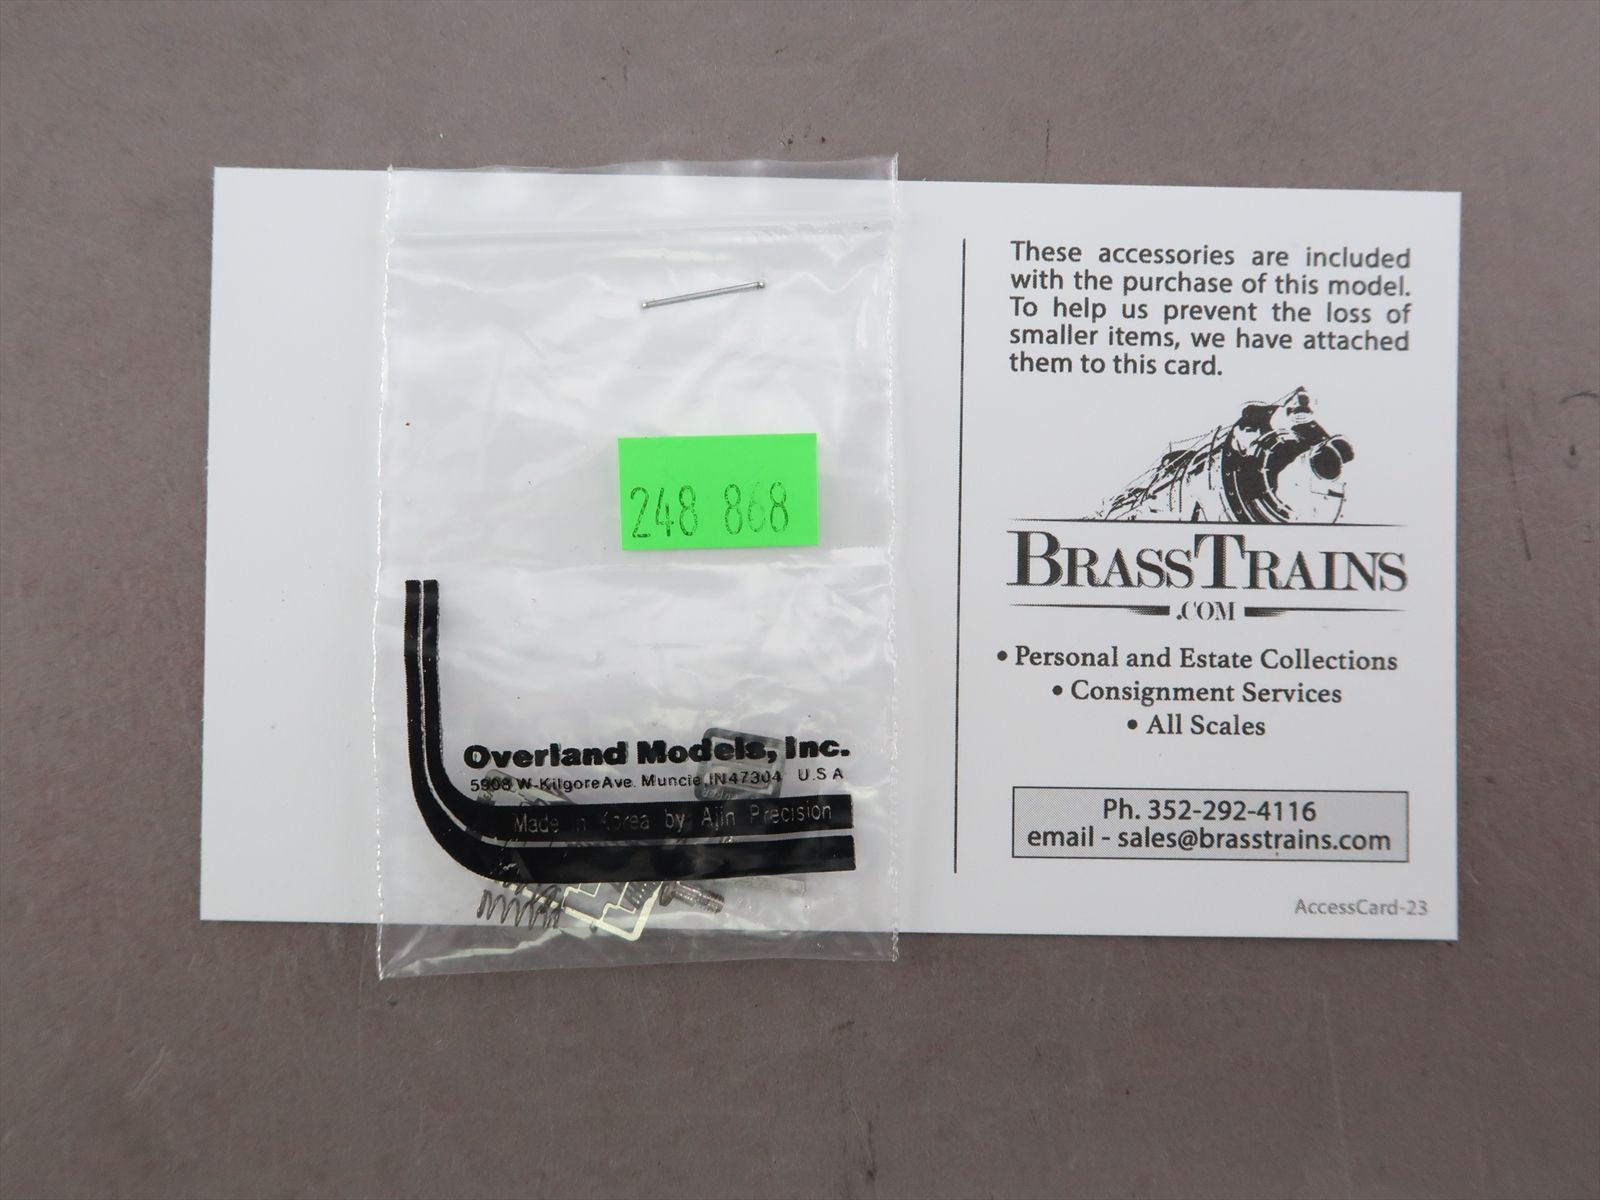 248 868
Overland Models, Inc.
5908 W. Kilgore Ave. Muncie, IN 47304 U.S.A
Made in Korea by Ajin Precision
These accessories are included
with the purchase of this model.
To help us prevent the loss of
smaller items, we have attached
them to this card.
BRASSTRAINS
.COM
• Personal and Estate Collections
• Consignment Services
• All Scales
Ph. 352-292-4116
email - sales@brasstrains.com
AccessCard-23